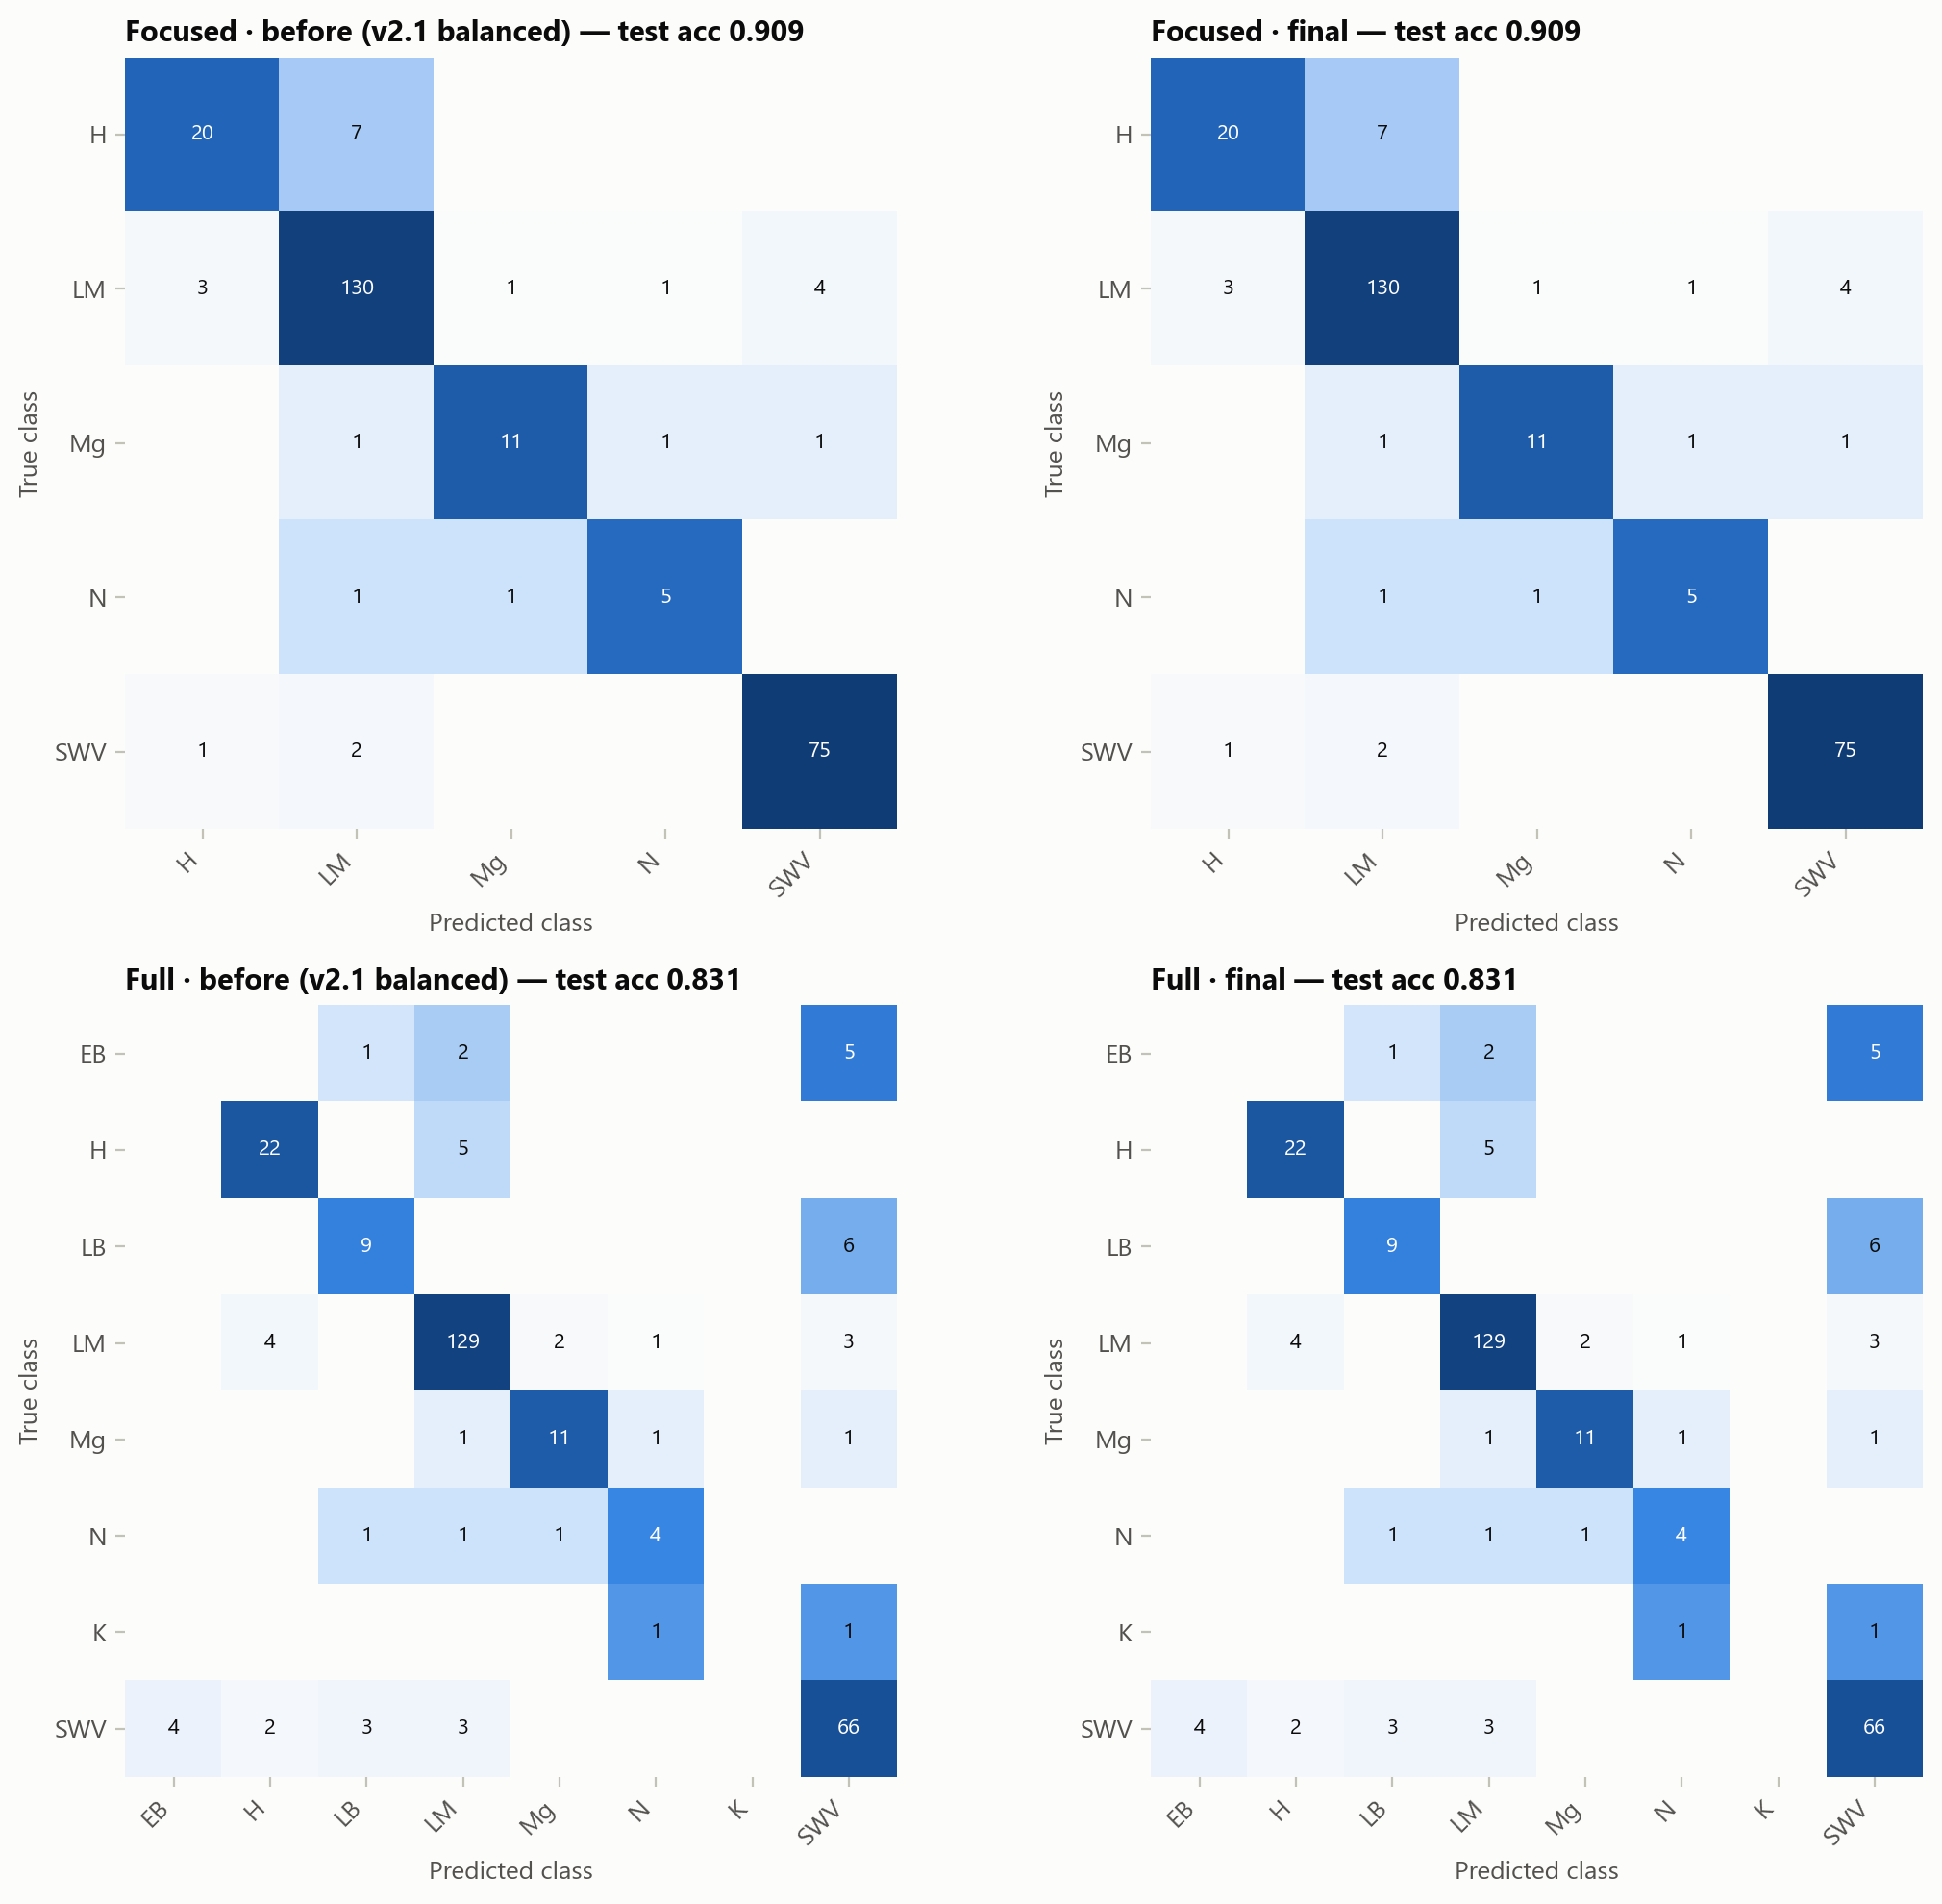 Focused · before (v2.1 balanced) — test acc 0.909
True class
H 20 7
LM 3 130 1 1 4
Mg 1 11 1 1
N 1 1 5
SWV 1 2 75
H LM Mg N SWV
Predicted class
Focused · final — test acc 0.909
True class
H 20 7
LM 3 130 1 1 4
Mg 1 11 1 1
N 1 1 5
SWV 1 2 75
H LM Mg N SWV
Predicted class
Full · before (v2.1 balanced) — test acc 0.831
True class
EB 1 2 5
H 22 5
LB 9 6
LM 4 129 2 1 3
Mg 1 11 1 1
N 1 1 1 4
K 1 1
SWV 4 2 3 3 66
EB H LB LM Mg N K SWV
Predicted class
Full · final — test acc 0.831
True class
EB 1 2 5
H 22 5
LB 9 6
LM 4 129 2 1 3
Mg 1 11 1 1
N 1 1 1 4
K 1 1
SWV 4 2 3 3 66
EB H LB LM Mg N K SWV
Predicted class